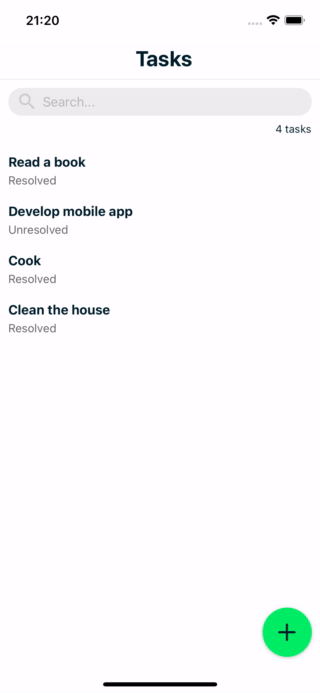 21:20
Tasks
Search...
4 tasks
Read a book
Resolved
Develop mobile app
Unresolved
Cook
Resolved
Clean the house
Resolved